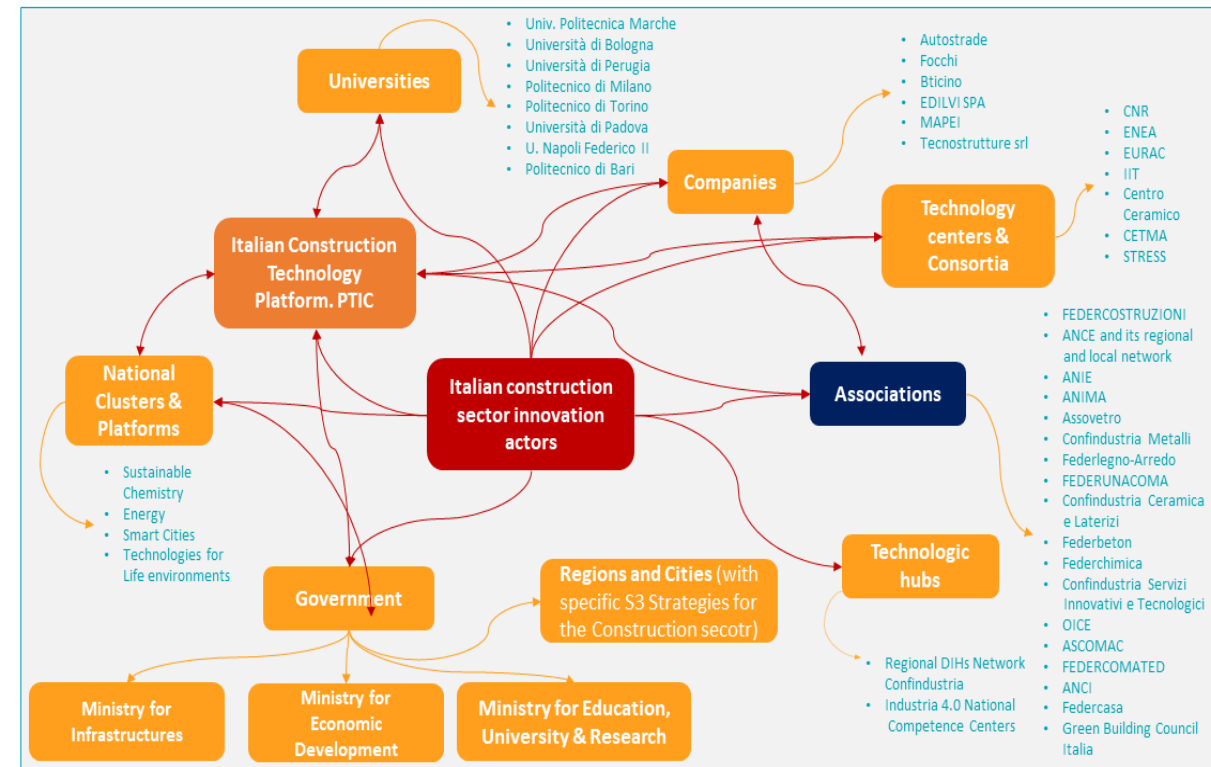 Universities
• Univ. Politecnica Marche
• Università di Bologna
• Università di Perugia
• Politecnico di Milano
• Politecnico di Torino
• Università di Padova
• U. Napoli Federico II
• Politecnico di Bari
Companies
• Autostrade
• Focchi
• Bticino
• EDILVI SPA
• MAPEI
• Tecnostrutture srl
Technology
centers &
Consortia
• CNR
• ENEA
• EURAC
• IIT
• Centro
Ceramico
• CETMA
• STRESS
Italian Construction
Technology
Platform. PTIC
National
Clusters &
Platforms
• Sustainable
Chemistry
• Energy
• Smart Cities
• Technologies for
Life environments
Italian construction
sector innovation
actors
Associations
• FEDERCOSTRUZIONI
• ANCE and its regional
and local network
• ANIE
• ANIMA
• Assovetro
• Confindustria Metalli
• Federlegno-Arredo
• FEDERUNACOMA
• Confindustria Ceramica
e Laterizi
• Federbeton
• Federchimica
• Confindustria Servizi
Innovativi e Tecnologici
• OICE
• ASCOMAC
• FEDERCOMATED
• ANCI
• Federcasa
• Green Building Council
Italia
Technologic
hubs
• Regional DIHs Network
Confindustria
• Industria 4.0 National
Competence Centers
Government
Regions and Cities (with
specific S3 Strategies for
the Construction secotr)
Ministry for
Infrastructures
Ministry for
Economic
Development
Ministry for Education,
University & Research